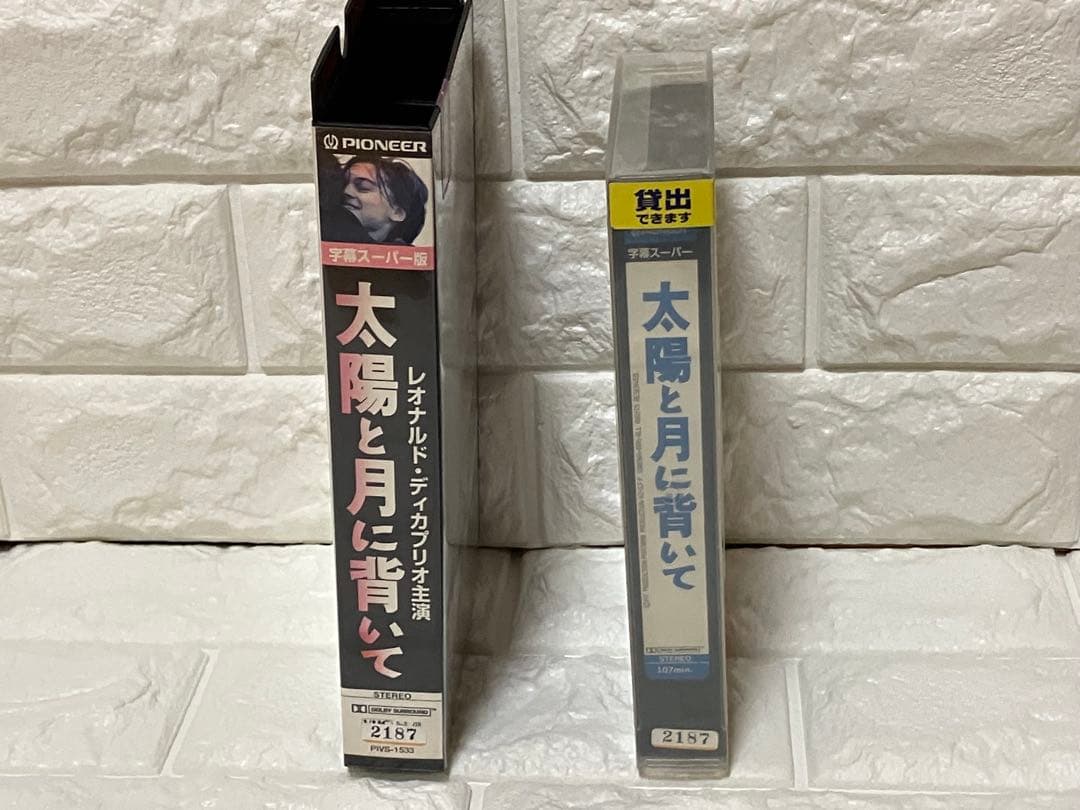 PIONEER
字幕スーパー版
太陽と月に背いて
レオナルド・ディカプリオ主演
STEREO
DOLBY SURROUND
2187
PIVS-1533
貸出
できます
字幕スーパー
太陽と月に背いて
STEREO
107min.
2187